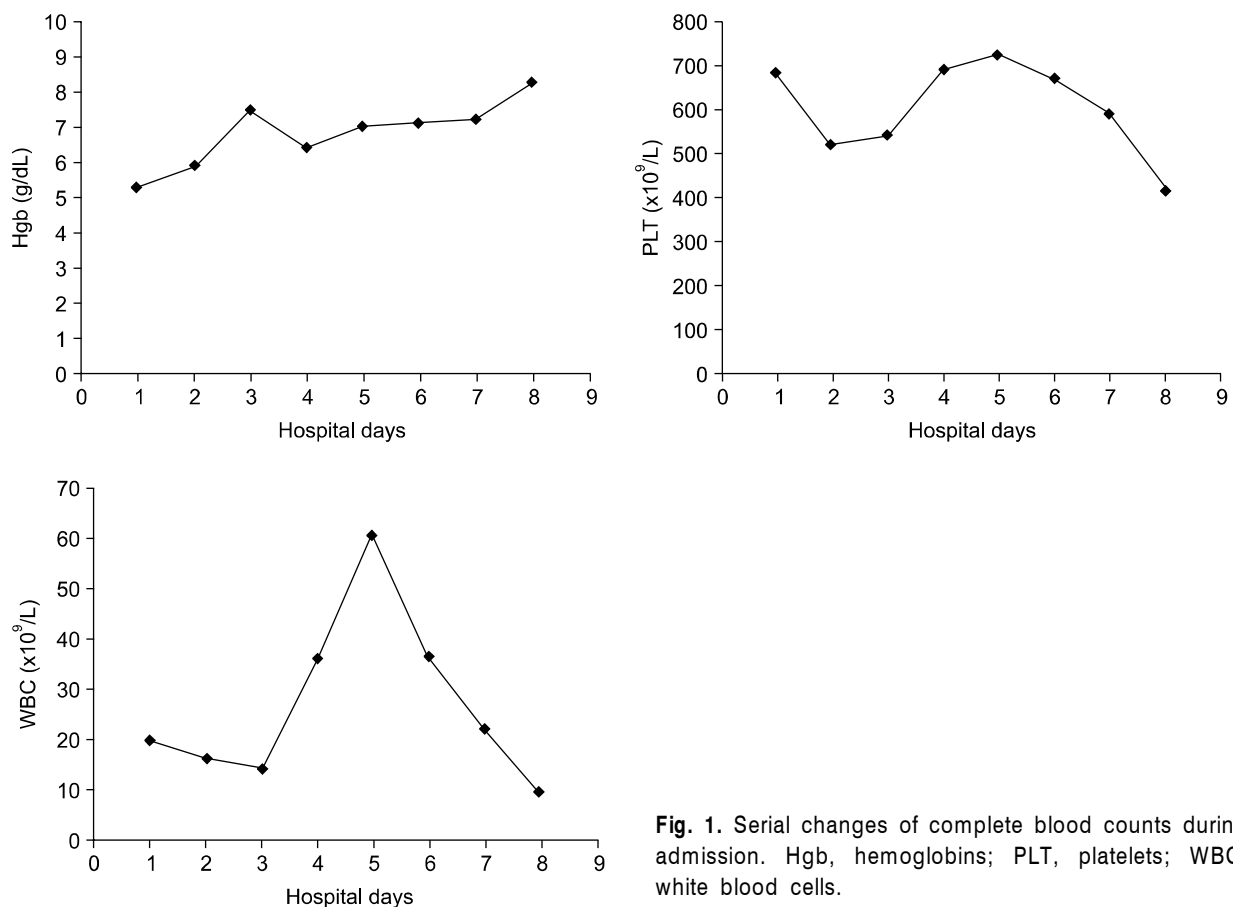 10
9
8
7
6
5
4
3
2
1
0
Hgb (g/dL)
0 1 2 3 4 5 6 7 8 9
Hospital days
800
700
600
500
400
300
200
100
0
PLT (x10⁹/L)
0 1 2 3 4 5 6 7 8 9
Hospital days
70
60
50
40
30
20
10
0
WBC (x10⁹/L)
0 1 2 3 4 5 6 7 8 9
Hospital days
Fig. 1. Serial changes of complete blood counts durin
admission. Hgb, hemoglobins; PLT, platelets; WBC
white blood cells.